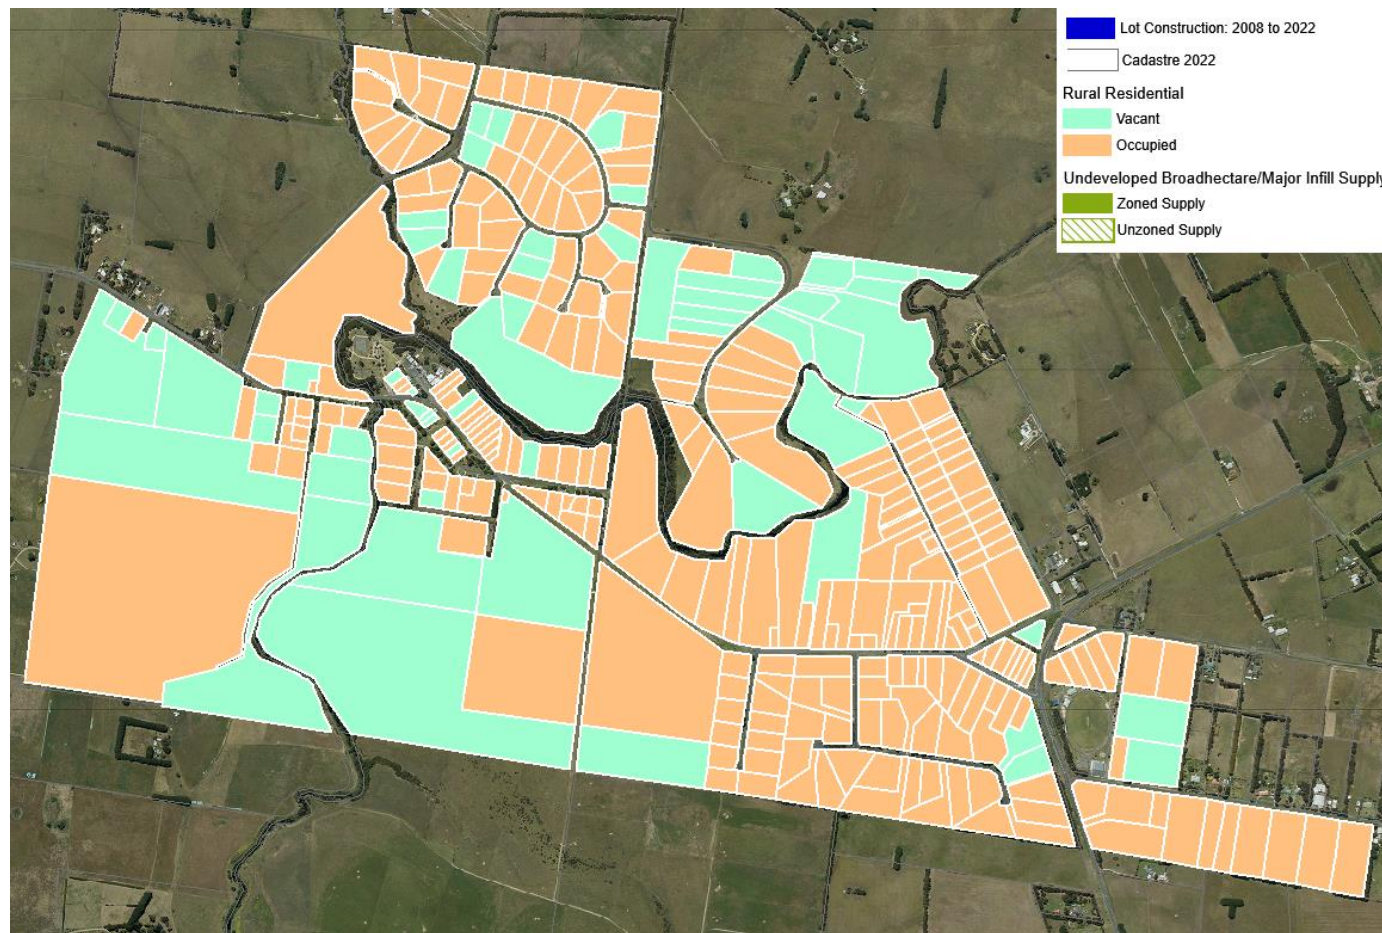 Lot Construction: 2008 to 2022
Cadastre 2022
Rural Residential
Vacant
Occupied
Undeveloped Broadhectare/Major Infill Supply
Zoned Supply
Unzoned Supply